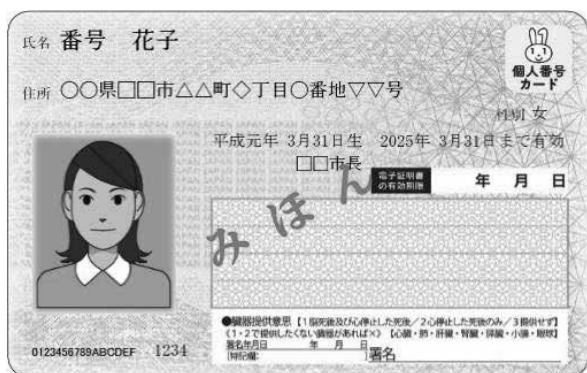 氏名 番号 花子
個人番号
カード
住所 ○○県□□市△△町◇丁目○番地▽▽号
性別 女
平成元年 3月31日生 2025年 3月31日まで有効
□□市長
電子証明書
の有効期限
年 月 日
みほん
●臓器提供意思【1脳死後及び心停止した死後/2心停止した死後のみ/3提供せず】
《1・2で提供したくない臓器があれば×》【心臓・肺・肝臓・腎臓・膵臓・小腸・眼球】
署名年月日 年 月 日
[特記欄: ] 署名
0123456789ABCDEF 1234